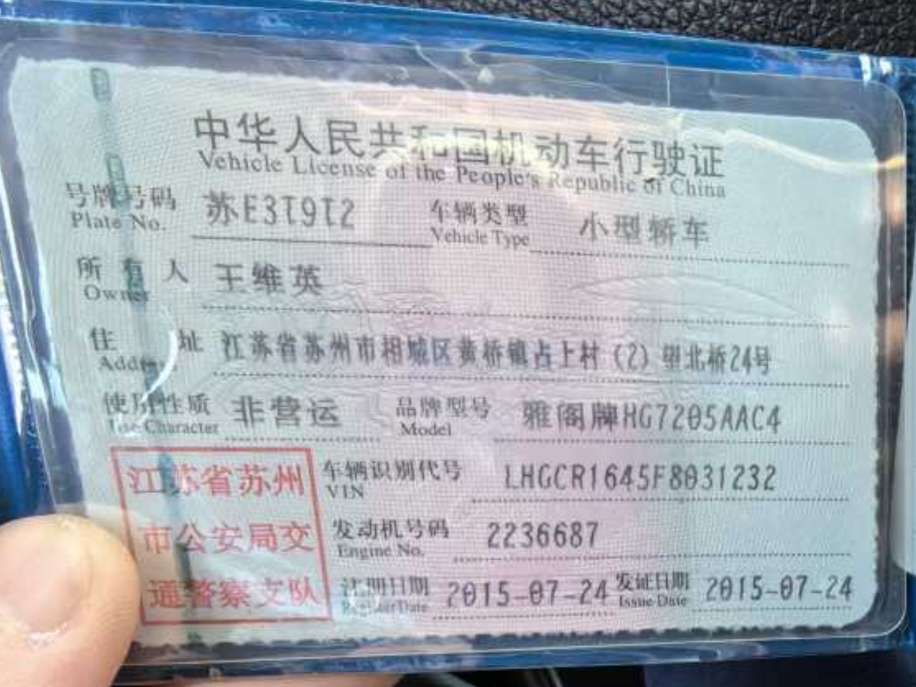 中华人民共和国机动车行驶证
Vehicle License of the People's Republic of China
号牌号码 苏E3T9T2 车辆类型 小型轿车
Plate No. Vehicle Type
所有人 王维英
Owner
住址 江苏省苏州市相城区黄桥镇占上村(2)望北桥24号
Address
使用性质 非营运 品牌型号 雅阁牌HG7205AAC4
Use Character Model
江苏省苏州 车辆识别代号 LHGCR1645F8031232
VIN
市公安局交 发动机号码 2236687
Engine No.
通警察支队 注册日期 2015-07-24 发证日期 2015-07-24
Register Date Issue Date